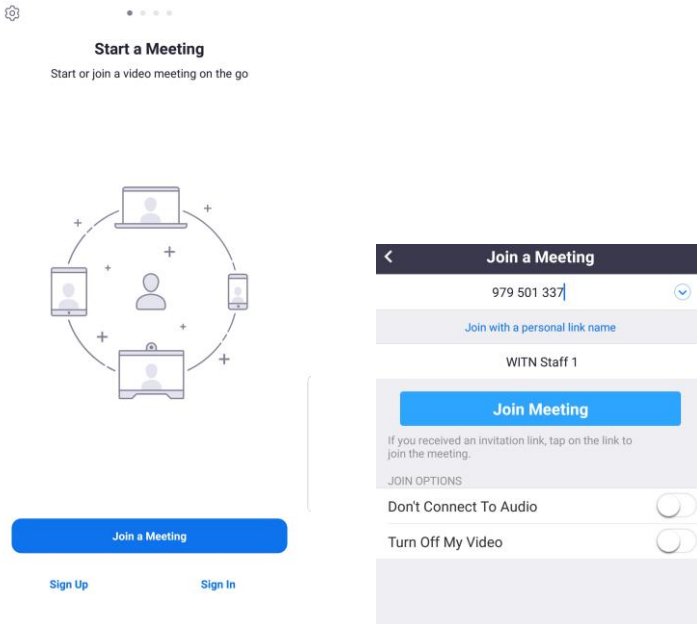 Start a Meeting
Start or join a video meeting on the go
Join a Meeting
Sign Up Sign In
Join a Meeting
979 501 337
Join with a personal link name
WITN Staff 1
Join Meeting
If you received an invitation link, tap on the link to
join the meeting.
JOIN OPTIONS
Don't Connect To Audio
Turn Off My Video